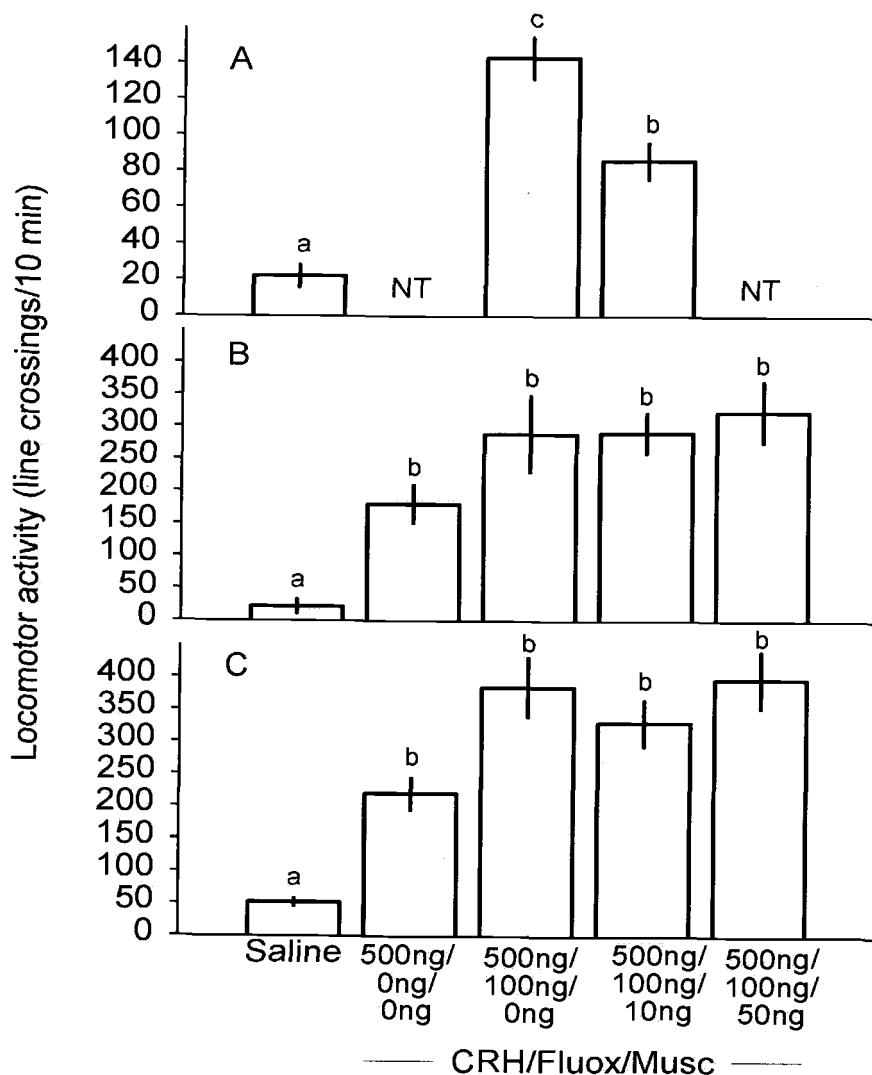 Locomotor activity (line crossings/10 min)
A
140
120
100
80
60
40
20
0
a
NT
c
b
NT
B
400
350
300
250
200
150
100
50
0
a
b
b
b
b
C
400
350
300
250
200
150
100
50
0
a
b
b
b
b
Saline
500ng/
0ng/
0ng
500ng/
100ng/
0ng
500ng/
100ng/
10ng
500ng/
100ng/
50ng
CRH/Fluox/Musc